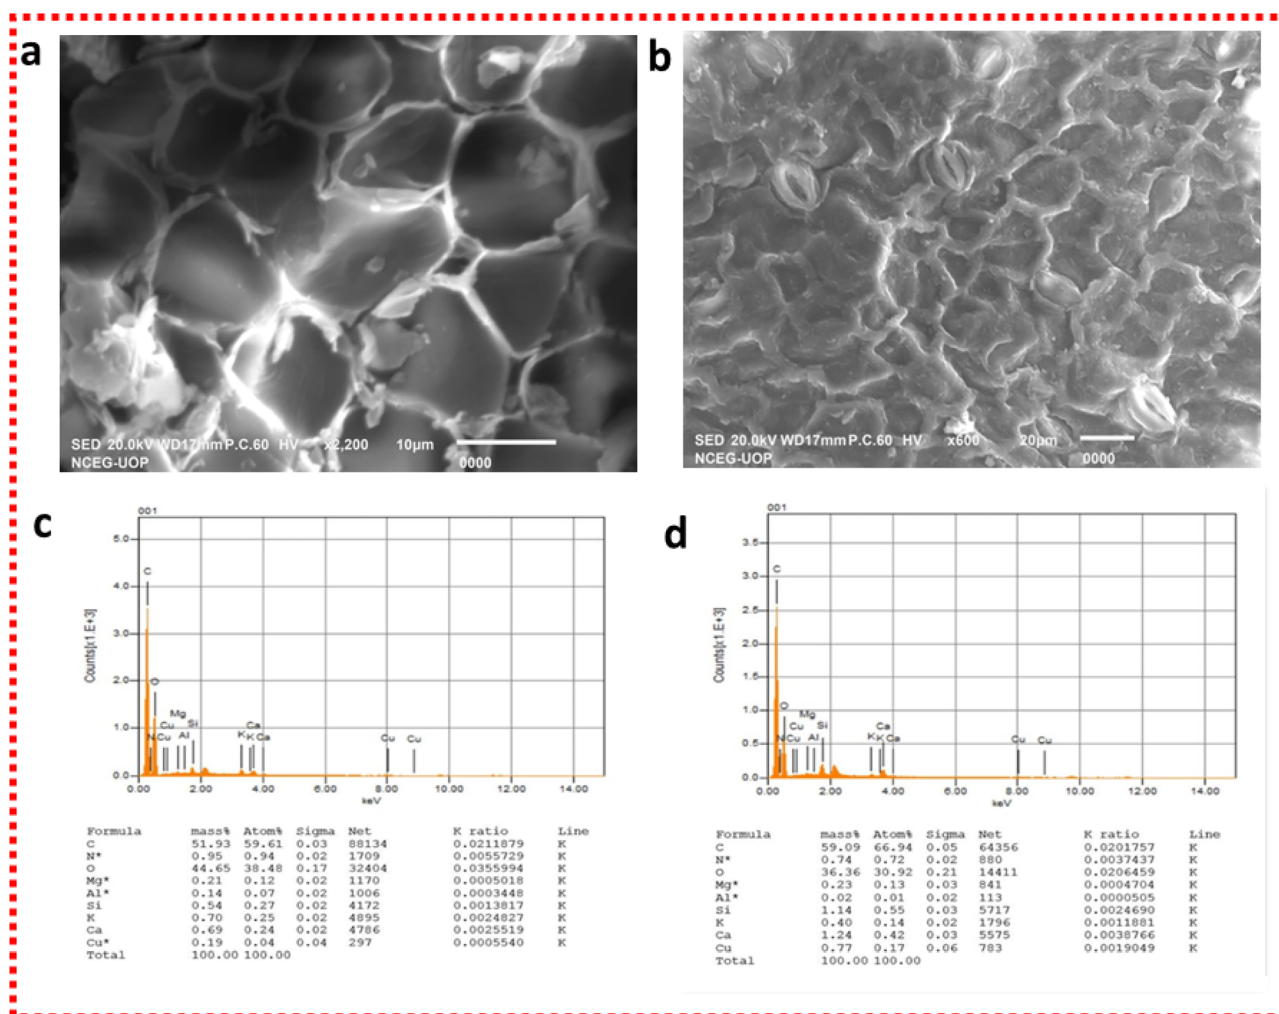 a
SED 20.0kV WD17mmP.C.60 HV x2,200 10μm
NCEG-UOP 0000
b
SED 20.0kV WD17mmP.C.60 HV x600 20μm
NCEG-UOP 0000
c
001
Counts[x1.E+3]
5.0
4.0
3.0
2.0
1.0
0.0
C
O
N
Cu
Cu
Mg
Al
Si
K
K
Ca
Ca
Cu
Cu
0.00 2.00 4.00 6.00 8.00 10.00 12.00 14.00
keV
Formula mass% Atom% Sigma Net K ratio Line
C 51.93 59.61 0.03 88134 0.0211879 K
N* 0.95 0.94 0.02 1709 0.0055729 K
O 44.65 38.48 0.17 32404 0.0355994 K
Mg* 0.21 0.12 0.02 1170 0.0005018 K
Al* 0.14 0.07 0.02 1006 0.0003448 K
Si 0.54 0.27 0.02 4172 0.0013817 K
K 0.70 0.25 0.02 4895 0.0024827 K
Ca 0.69 0.24 0.02 4786 0.0025519 K
Cu* 0.19 0.04 0.04 297 0.0005540 K
Total 100.00 100.00
d
001
Counts[x1.E+3]
3.5
3.0
2.5
2.0
1.5
1.0
0.5
0.0
C
O
N
Cu
Cu
Mg
Al
Si
K
K
Ca
Ca
Cu
Cu
0.00 2.00 4.00 6.00 8.00 10.00 12.00 14.00
keV
Formula mass% Atom% Sigma Net K ratio Line
C 59.09 66.94 0.05 64356 0.0201757 K
N* 0.74 0.72 0.02 880 0.0037437 K
O 36.36 30.92 0.21 14411 0.0206459 K
Mg* 0.23 0.13 0.03 841 0.0004704 K
Al* 0.02 0.01 0.02 113 0.0000505 K
Si 1.14 0.55 0.03 5717 0.0024690 K
K 0.40 0.14 0.02 1796 0.0011881 K
Ca 1.24 0.42 0.03 5575 0.0038766 K
Cu 0.77 0.17 0.06 783 0.0019049 K
Total 100.00 100.00